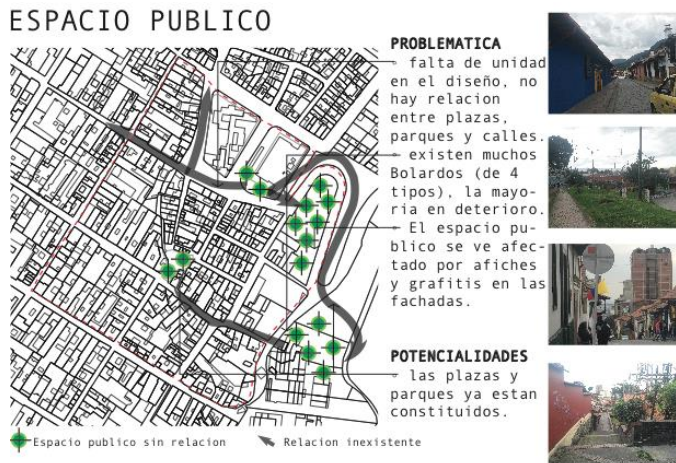 ESPACIO PUBLICO
PROBLEMATICA
- falta de unidad
en el diseño, no
hay relacion
entre plazas,
parques y calles.
- existen muchos
Bolardos (de 4
tipos), la mayo-
ria en deterioro.
- El espacio pu-
blico se ve afec-
tado por afiches
y grafitis en las
fachadas.
POTENCIALIDADES
- las plazas y
parques ya estan
constituidos.
Espacio publico sin relacion
Relacion inexistente